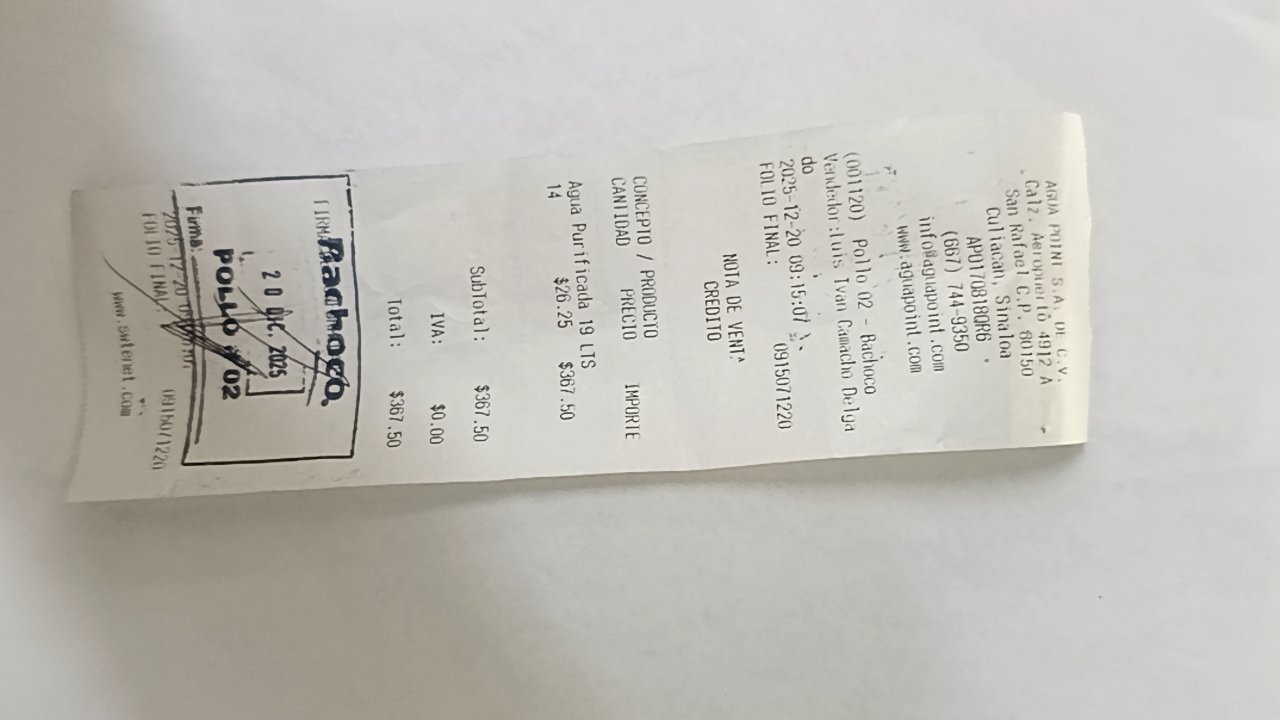 AGUA POINT S.A. DE C.V.
Calz. Aeropuerto 4912 A
San Rafael C.P. 80150
Culiacan, Sinaloa
APO170818QR6
(667) 744-9350
info@aguapoint.com
www.aguapoint.com
(001120) Pollo 02 - Bachoco
Vendedor:Luis Ivan Camacho Delga
do
2025-12-20 09:15:07
FOLIO FINAL: 0915071220
NOTA DE VENTA
CREDITO
CONCEPTO / PRODUCTO
CANTIDAD PRECIO IMPORTE
Agua Purificada 19 LTS
14 $26.25 $367.50
SubTotal: $367.50
IVA: $0.00
Total: $367.50
Bachoco
20 DIC. 2025
POLLO # 02
Firma:
2025-12-20
FOLIO FINAL 0915071220